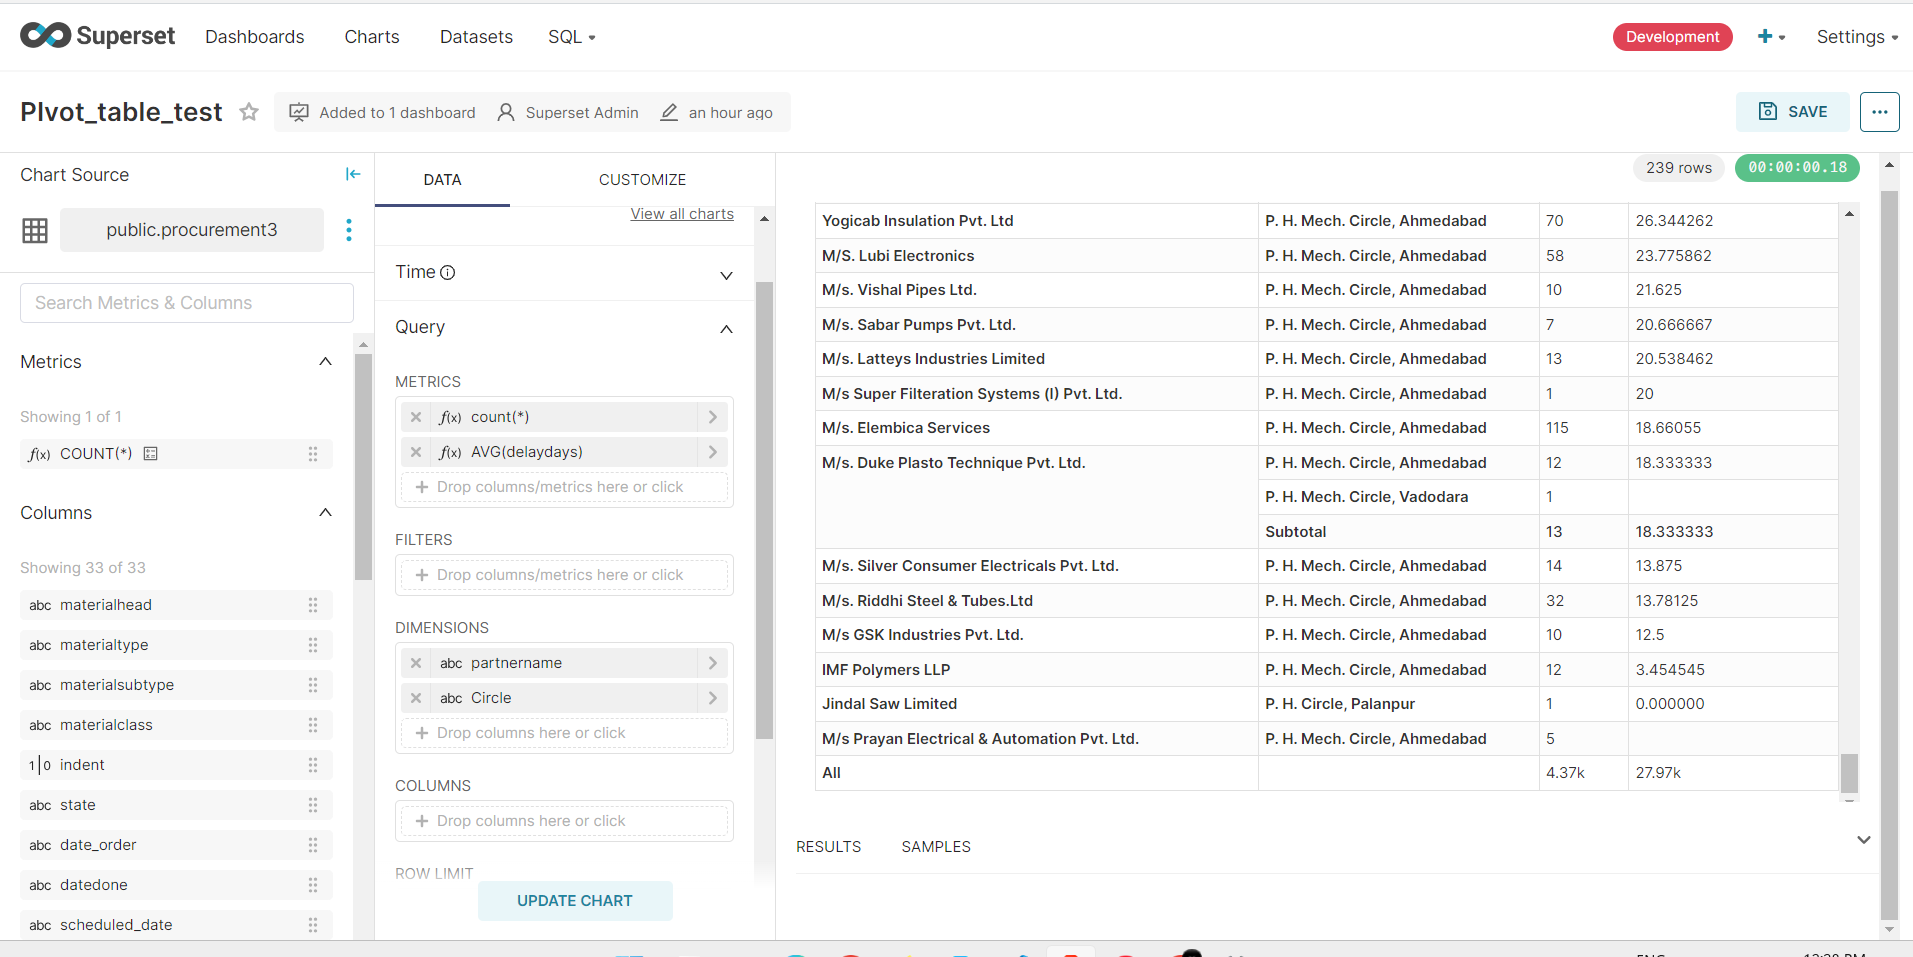 Superset
Dashboards
Charts
Datasets
SQL
Development
Settings
PIvot_table_test
Added to 1 dashboard
Superset Admin
an hour ago
SAVE
Chart Source
public.procurement3
Search Metrics & Columns
Metrics
Showing 1 of 1
f(x) COUNT(*)
Columns
Showing 33 of 33
abc materialhead
abc materialtype
abc materialsubtype
abc materialclass
1|0 indent
abc state
abc date_order
abc datedone
abc scheduled_date
DATA
CUSTOMIZE
View all charts
Time
Query
METRICS
f(x) count(*)
f(x) AVG(delaydays)
Drop columns/metrics here or click
FILTERS
Drop columns/metrics here or click
DIMENSIONS
abc partnername
abc Circle
Drop columns here or click
COLUMNS
Drop columns here or click
ROW LIMIT
UPDATE CHART
239 rows
00:00:00.18
Yogicab Insulation Pvt. Ltd P. H. Mech. Circle, Ahmedabad 70 26.344262
M/S. Lubi Electronics P. H. Mech. Circle, Ahmedabad 58 23.775862
M/s. Vishal Pipes Ltd. P. H. Mech. Circle, Ahmedabad 10 21.625
M/s. Sabar Pumps Pvt. Ltd. P. H. Mech. Circle, Ahmedabad 7 20.666667
M/s. Latteys Industries Limited P. H. Mech. Circle, Ahmedabad 13 20.538462
M/s Super Filteration Systems (I) Pvt. Ltd. P. H. Mech. Circle, Ahmedabad 1 20
M/s. Elembica Services P. H. Mech. Circle, Ahmedabad 115 18.66055
M/s. Duke Plasto Technique Pvt. Ltd. P. H. Mech. Circle, Ahmedabad 12 18.333333
P. H. Mech. Circle, Vadodara 1
Subtotal 13 18.333333
M/s. Silver Consumer Electricals Pvt. Ltd. P. H. Mech. Circle, Ahmedabad 14 13.875
M/s. Riddhi Steel & Tubes.Ltd P. H. Mech. Circle, Ahmedabad 32 13.78125
M/s GSK Industries Pvt. Ltd. P. H. Mech. Circle, Ahmedabad 10 12.5
IMF Polymers LLP P. H. Mech. Circle, Ahmedabad 12 3.454545
Jindal Saw Limited P. H. Circle, Palanpur 1 0.000000
M/s Prayan Electrical & Automation Pvt. Ltd. P. H. Mech. Circle, Ahmedabad 5
All 4.37k 27.97k
RESULTS
SAMPLES